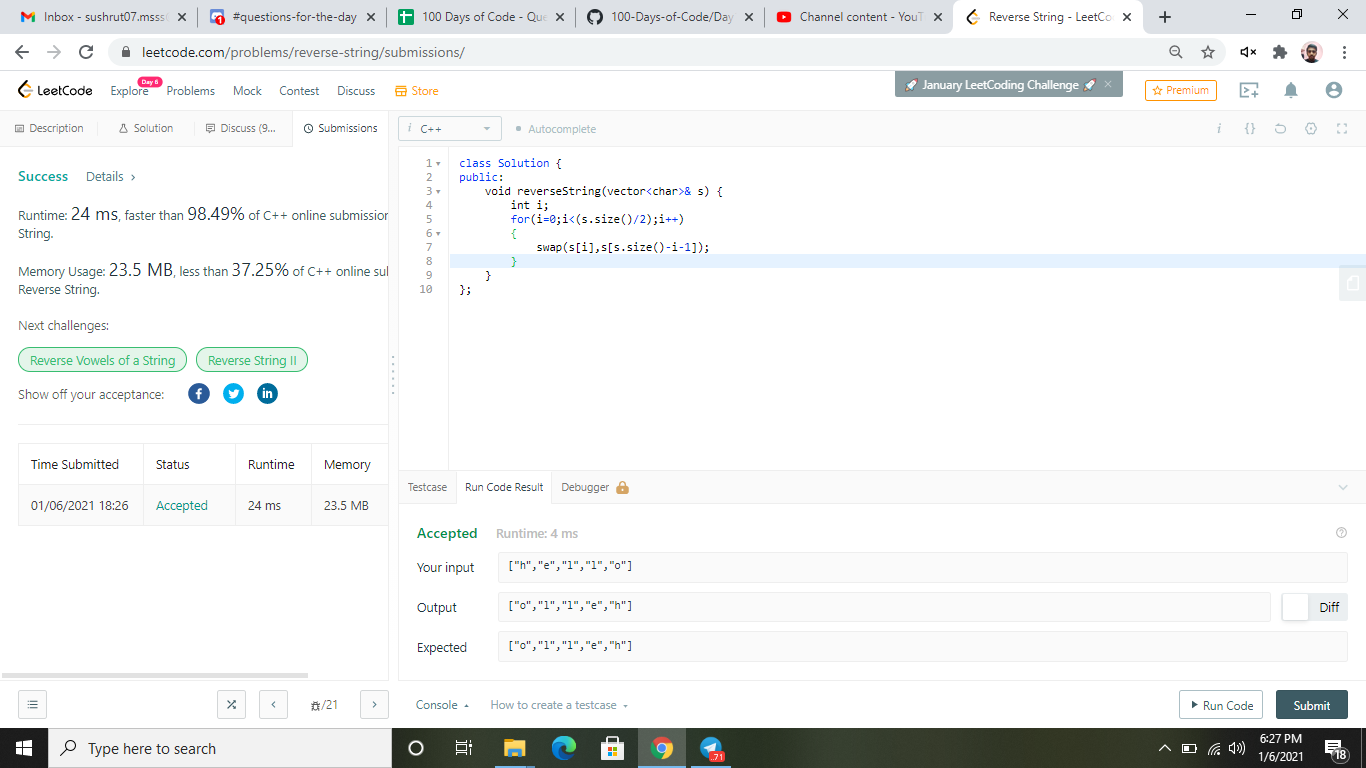 Inbox - sushrut07.msss
#questions-for-the-day
100 Days of Code - Que
100-Days-of-Code/Day
Channel content - YouT
Reverse String - LeetCo
leetcode.com/problems/reverse-string/submissions/
LeetCode
Explore
Day 6
Problems
Mock
Contest
Discuss
Store
January LeetCoding Challenge
Premium
Description
Solution
Discuss (9...
Submissions
i C++
Autocomplete
Success
Details
Runtime: 24 ms, faster than 98.49% of C++ online submission
String.
Memory Usage: 23.5 MB, less than 37.25% of C++ online sul
Reverse String.
Next challenges:
Reverse Vowels of a String
Reverse String II
Show off your acceptance:
Time Submitted Status Runtime Memory
01/06/2021 18:26 Accepted 24 ms 23.5 MB
1 class Solution {
2 public:
3 void reverseString(vector<char>& s) {
4 int i;
5 for(i=0;i<(s.size()/2);i++)
6 {
7 swap(s[i],s[s.size()-i-1]);
8 }
9 }
10 };
Testcase
Run Code Result
Debugger
Accepted
Runtime: 4 ms
Your input
["h","e","l","l","o"]
Output
["o","l","l","e","h"]
Diff
Expected
["o","l","l","e","h"]
/21
Console
How to create a testcase
Run Code
Submit
Type here to search
71
6:27 PM
1/6/2021
18